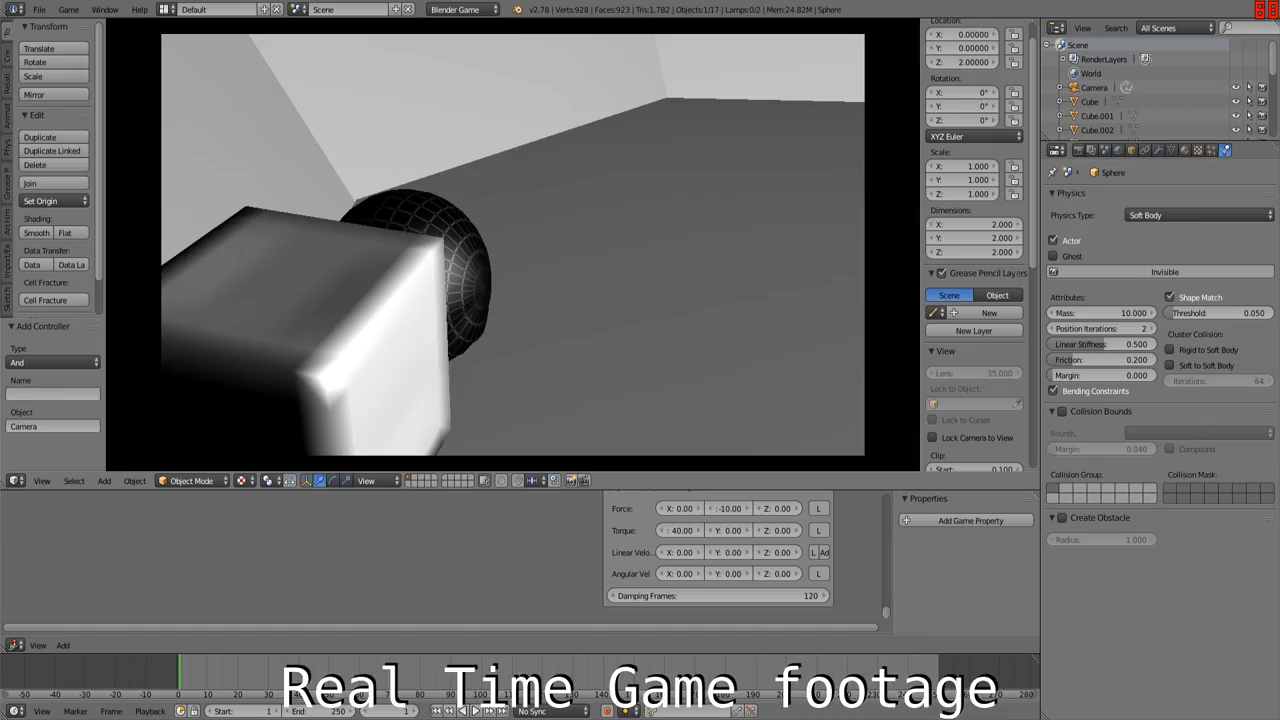 File Game Window Help Default Scene Blender Game v2.78 | Verts:928 | Faces:923 | Tris:1,782 | Objects:1/17 | Lamps:0/2 | Mem:24.82M | Sphere
60
Transform
Translate
Rotate
Scale
Mirror
Edit
Duplicate
Duplicate Linked
Delete
Join
Set Origin
Shading:
Smooth Flat
Data Transfer:
Data Data La
Cell Fracture:
Cell Fracture
Add Controller
Type
And
Name
Object
Camera
Location:
X: 0.00000
Y: 0.00000
Z: 2.00000
Rotation:
X: 0°
Y: 0°
Z: 0°
XYZ Euler
Scale:
X: 1.000
Y: 1.000
Z: 1.000
Dimensions:
X: 2.000
Y: 2.000
Z: 2.000
Grease Pencil Layers
Scene Object
New
New Layer
View
Lens: 35.000
Lock to Object:
Lock to Cursor
Lock Camera to View
Clip:
Start: 0.100
View Search All Scenes
Scene
RenderLayers
World
Camera
Cube
Cube.001
Cube.002
Sphere
Physics
Physics Type: Soft Body
Actor
Ghost
Invisible
Attributes: Shape Match
Mass: 10.000 Threshold: 0.050
Position Iterations: 2 Cluster Collision:
Linear Stiffness: 0.500 Rigid to Soft Body
Friction: 0.200 Soft to Soft Body
Margin: 0.000 Iterations: 64
Bending Constraints
Collision Bounds
Bounds:
Margin: 0.040 Compound
Collision Group: Collision Mask:
Create Obstacle
Radius: 1.000
View Select Add Object Object Mode View
Force: X: 0.00 :-10.00 Z: 0.00 L
Torque: : 40.00 Y: 0.00 Z: 0.00 L
Linear Velo... X: 0.00 Y: 0.00 Z: 0.00 L Ad
Angular Vel X: 0.00 Y: 0.00 Z: 0.00 L
Damping Frames: 120
Properties
Add Game Property
View Add
Real Time Game footage
View Marker Frame Playback Start: 1 End: 250 1 No Sync